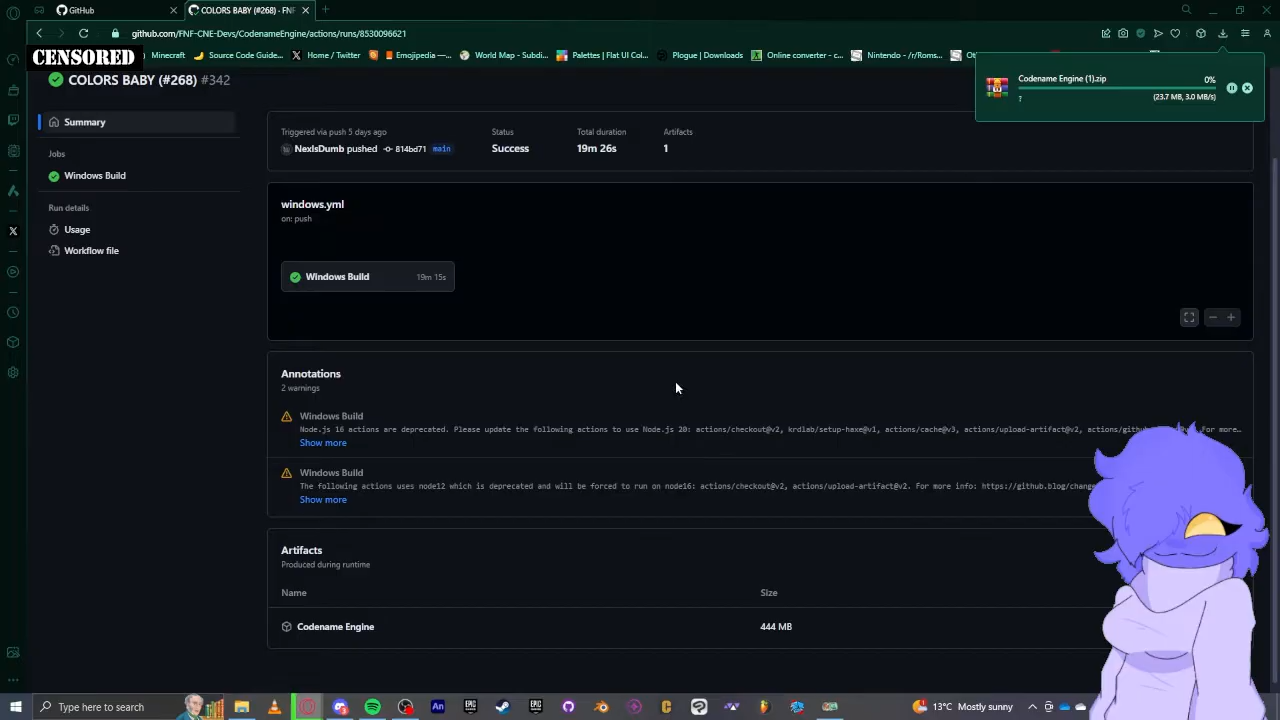 GitHub
COLORS BABY (#268) · FNF
github.com/FNF-CNE-Devs/CodenameEngine/actions/runs/8530096621
CENSORED
Minecraft
Source Code Guide...
Home / Twitter
Emojipedia —...
World Map - Subdi...
Palettes | Flat UI Col...
Plogue | Downloads
Online converter - c...
Nintendo - /r/Roms...
COLORS BABY (#268) #342
Codename Engine (1).zip
0%
?
(23.7 MB, 3.0 MB/s)
Summary
Jobs
Windows Build
Run details
Usage
Workflow file
Triggered via push 5 days ago
NexIsDumb pushed 814bd71 main
Status
Success
Total duration
19m 26s
Artifacts
1
windows.yml
on: push
Windows Build 19m 15s
Annotations
2 warnings
Windows Build
Node.js 16 actions are deprecated. Please update the following actions to use Node.js 20: actions/checkout@v2, krdlab/setup-haxe@v1, actions/cache@v3, actions/upload-artifact@v2, For more…
Show more
Windows Build
The following actions uses node12 which is deprecated and will be forced to run on node16: actions/checkout@v2, actions/upload-artifact@v2. For more info: https://github.blog/chang
Show more
Artifacts
Produced during runtime
Name
Size
Codename Engine
444 MB
Type here to search
An
EPIC
EPIC
13°C Mostly sunny